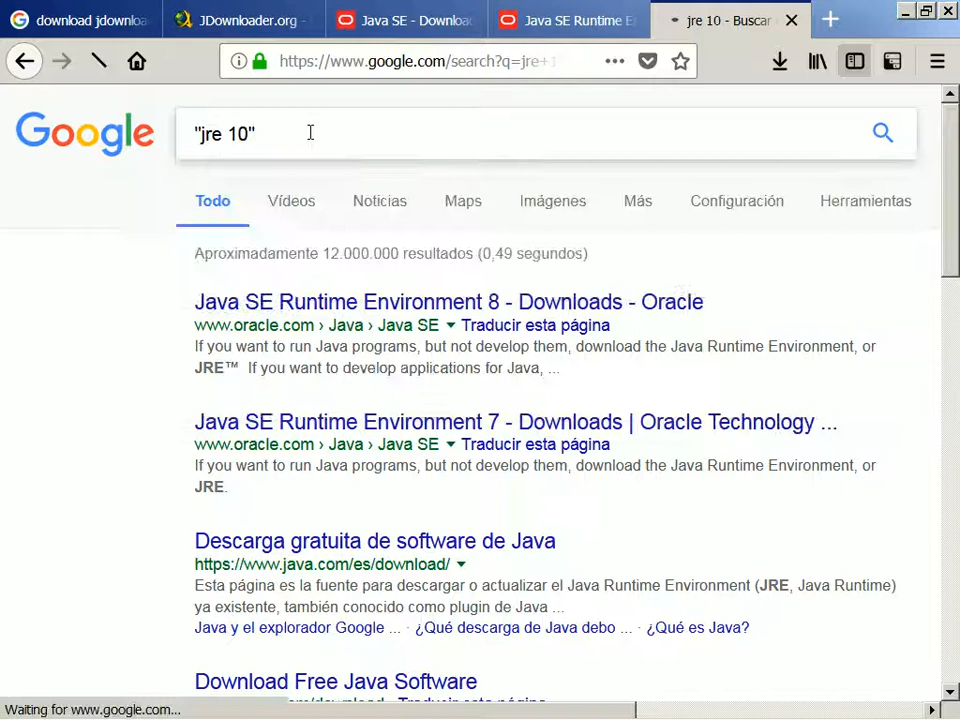 download jdownloa
JDownloader.org -
Java SE - Downloa
Java SE Runtime E
jre 10 - Buscar
https://www.google.com/search?q=jre+1
Google
"jre 10"
Todo
Vídeos
Noticias
Maps
Imágenes
Más
Configuración
Herramientas
Aproximadamente 12.000.000 resultados (0,49 segundos)
Java SE Runtime Environment 8 - Downloads - Oracle
www.oracle.com › Java › Java SE ▼ Traducir esta página
If you want to run Java programs, but not develop them, download the Java Runtime Environment, or
JRE™ If you want to develop applications for Java, ...
Java SE Runtime Environment 7 - Downloads | Oracle Technology ...
www.oracle.com › Java › Java SE ▼ Traducir esta página
If you want to run Java programs, but not develop them, download the Java Runtime Environment, or
JRE.
Descarga gratuita de software de Java
https://www.java.com/es/download/ ▼
Esta página es la fuente para descargar o actualizar el Java Runtime Environment (JRE, Java Runtime)
ya existente, también conocido como plugin de Java ...
Java y el explorador Google ... · ¿Qué descarga de Java debo ... · ¿Qué es Java?
Download Free Java Software
Waiting for www.google.com...